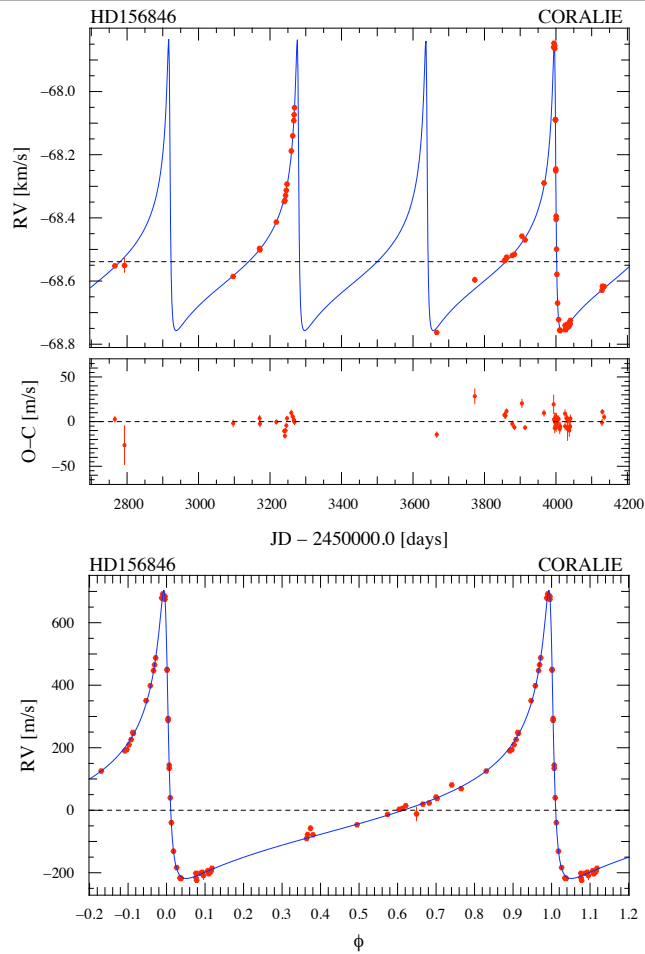 HD156846 CORALIE
−68.0
−68.2
−68.4
−68.6
−68.8
RV [km/s]
50
0
−50
O−C [m/s]
2800 3000 3200 3400 3600 3800 4000 4200
JD − 2450000.0 [days]
HD156846 CORALIE
600
400
200
0
−200
RV [m/s]
−0.2 −0.1 0.0 0.1 0.2 0.3 0.4 0.5 0.6 0.7 0.8 0.9 1.0 1.1 1.2
ϕ